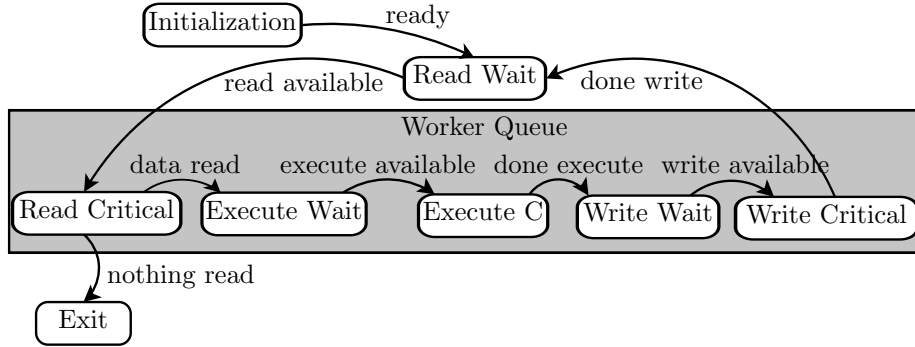 Initialization
ready
Read Wait
read available
done write
Worker Queue
data read
execute available
done execute
write available
Read Critical
Execute Wait
Execute C
Write Wait
Write Critical
nothing read
Exit